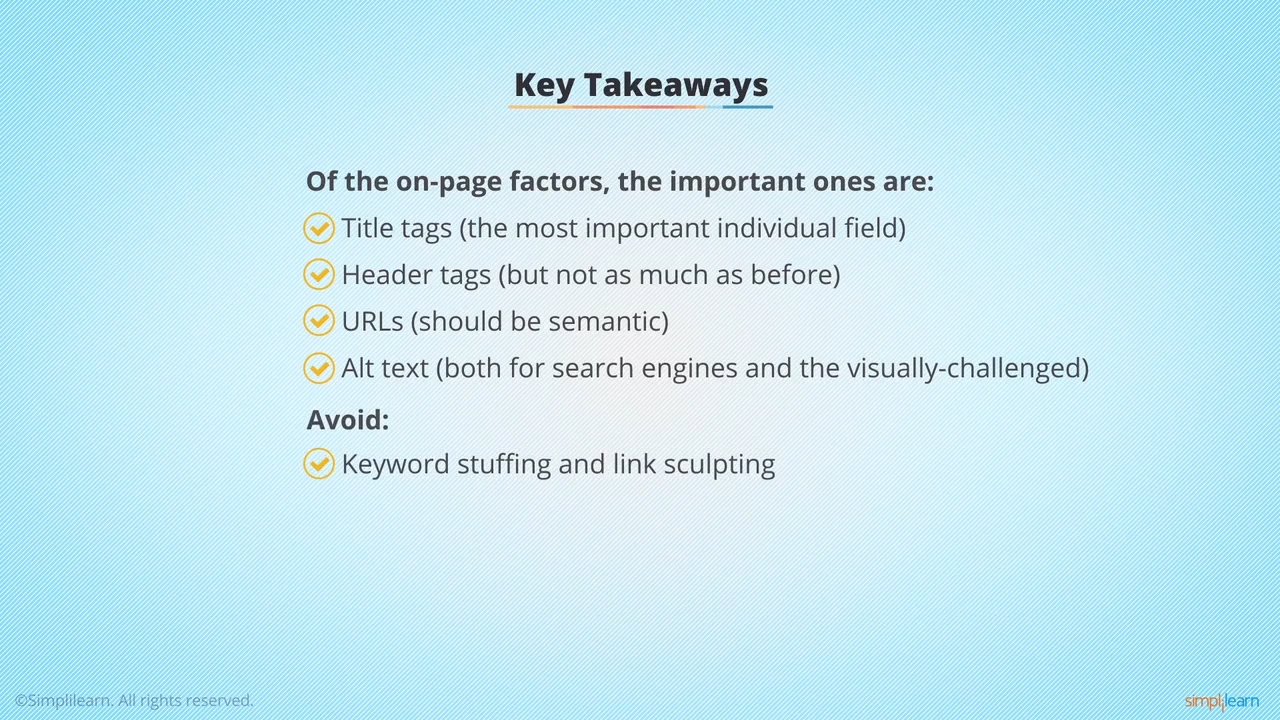 Key Takeaways
Of the on-page factors, the important ones are:
Title tags (the most important individual field)
Header tags (but not as much as before)
URLs (should be semantic)
Alt text (both for search engines and the visually-challenged)
Avoid:
Keyword stuffing and link sculpting
©Simplilearn. All rights reserved.
simplilearn